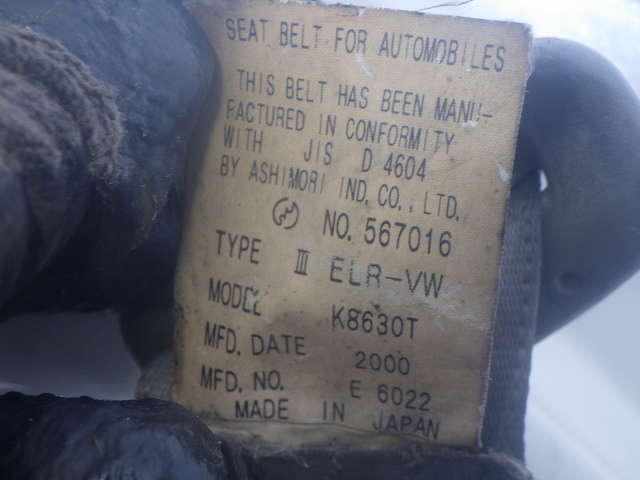 SEAT BELT FOR AUTOMOBILES
THIS BELT HAS BEEN MANU-
FACTURED IN CONFORMITY
WITH JIS D 4604
BY ASHIMORI IND. CO., LTD.
NO. 567016
TYPE III ELR-VW
MODEL K8630T
MFD. DATE 2000
MFD. NO. E 6022
MADE IN JAPAN